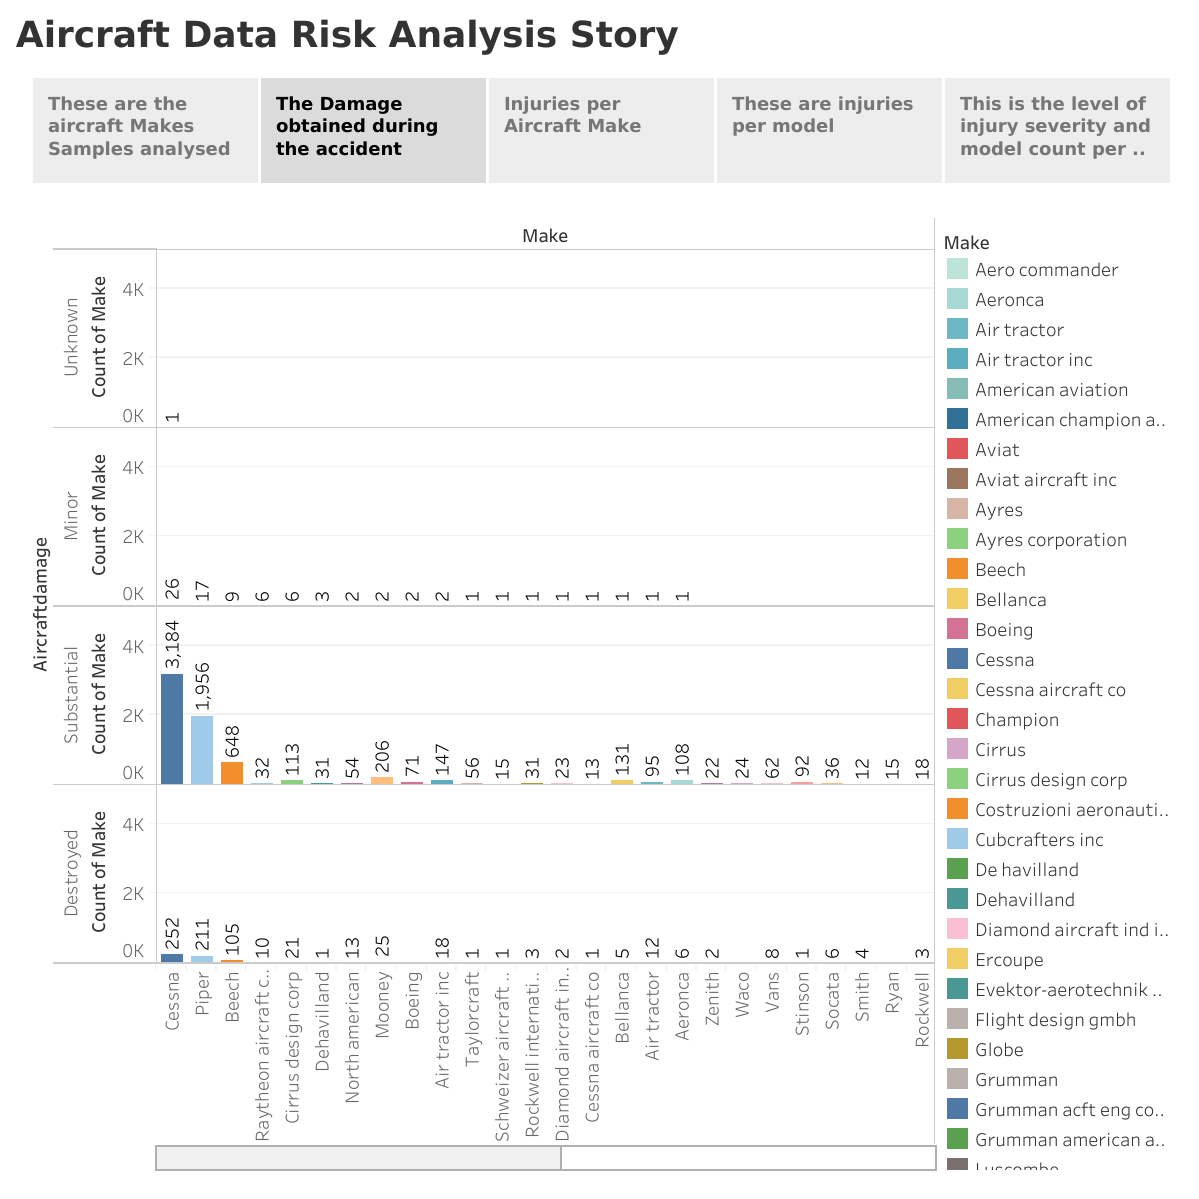 Aircraft Data Risk Analysis Story
These are the
aircraft Makes
Samples analysed
The Damage
obtained during
the accident
Injuries per
Aircraft Make
These are injuries
per model
This is the level of
injury severity and
model count per ..
Make
Aircraftdamage
Unknown
Count of Make
4K
2K
0K
1
Minor
Count of Make
4K
2K
0K
26
17
9
6
6
3
2
2
2
2
1
1
1
1
1
1
1
1
Substantial
Count of Make
4K
2K
0K
3,184
1,956
648
32
113
31
54
206
71
147
56
15
31
23
13
131
95
108
22
24
62
92
36
12
15
18
Destroyed
Count of Make
4K
2K
0K
252
211
105
10
21
1
13
25
18
1
1
3
2
1
5
12
6
2
8
1
6
4
3
Cessna
Piper
Beech
Raytheon aircraft c..
Cirrus design corp
Dehavilland
North american
Mooney
Boeing
Air tractor inc
Taylorcraft
Schweizer aircraft ..
Rockwell internati..
Diamond aircraft in..
Cessna aircraft co
Bellanca
Air tractor
Aeronca
Zenith
Waco
Vans
Stinson
Socata
Smith
Ryan
Rockwell
Make
Aero commander
Aeronca
Air tractor
Air tractor inc
American aviation
American champion a..
Aviat
Aviat aircraft inc
Ayres
Ayres corporation
Beech
Bellanca
Boeing
Cessna
Cessna aircraft co
Champion
Cirrus
Cirrus design corp
Costruzioni aeronauti..
Cubcrafters inc
De havilland
Dehavilland
Diamond aircraft ind i..
Ercoupe
Evektor-aerotechnik ..
Flight design gmbh
Globe
Grumman
Grumman acft eng co..
Grumman american a..
Luscombe